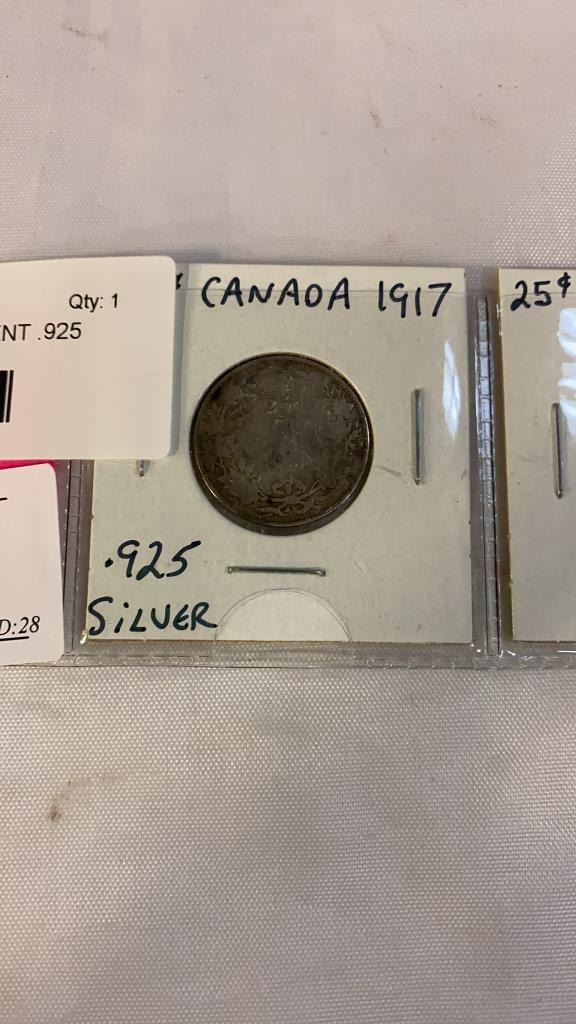 Qty: 1
NT .925
¢ CANADA 1917
25¢
.925
SILVER
D:28